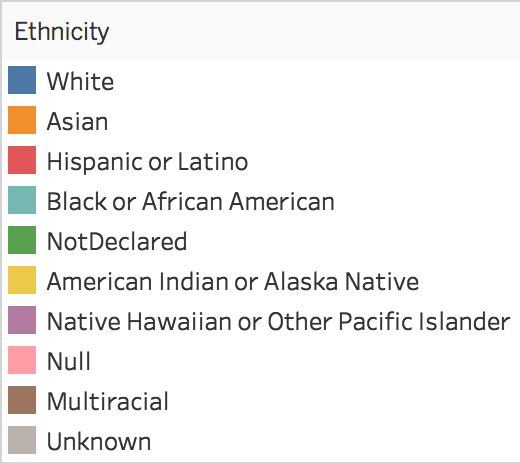 Ethnicity
White
Asian
Hispanic or Latino
Black or African American
NotDeclared
American Indian or Alaska Native
Native Hawaiian or Other Pacific Islander
Null
Multiracial
Unknown